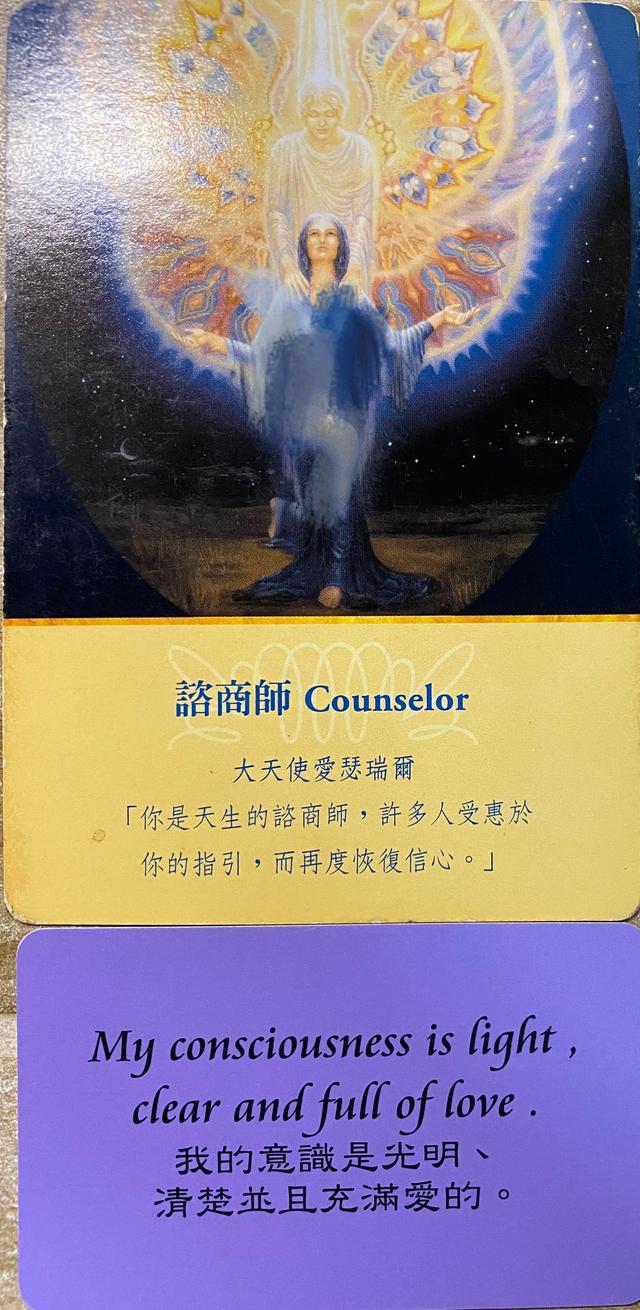 諮商師 Counselor
大天使愛瑟瑞爾
「你是天生的諮商師，許多人受惠於
你的指引，而再度恢復信心。」
My consciousness is light ,
clear and full of love .
我的意識是光明、
清楚並且充滿愛的。